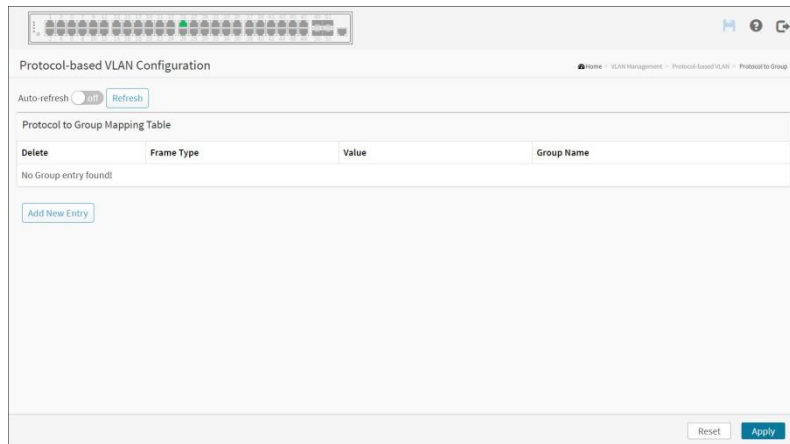 Protocol-based VLAN Configuration
Home > VLAN Management > Protocol-based VLAN > Protocol to Group
Auto-refresh off Refresh
Protocol to Group Mapping Table
Delete Frame Type Value Group Name
No Group entry found!
Add New Entry
Reset Apply